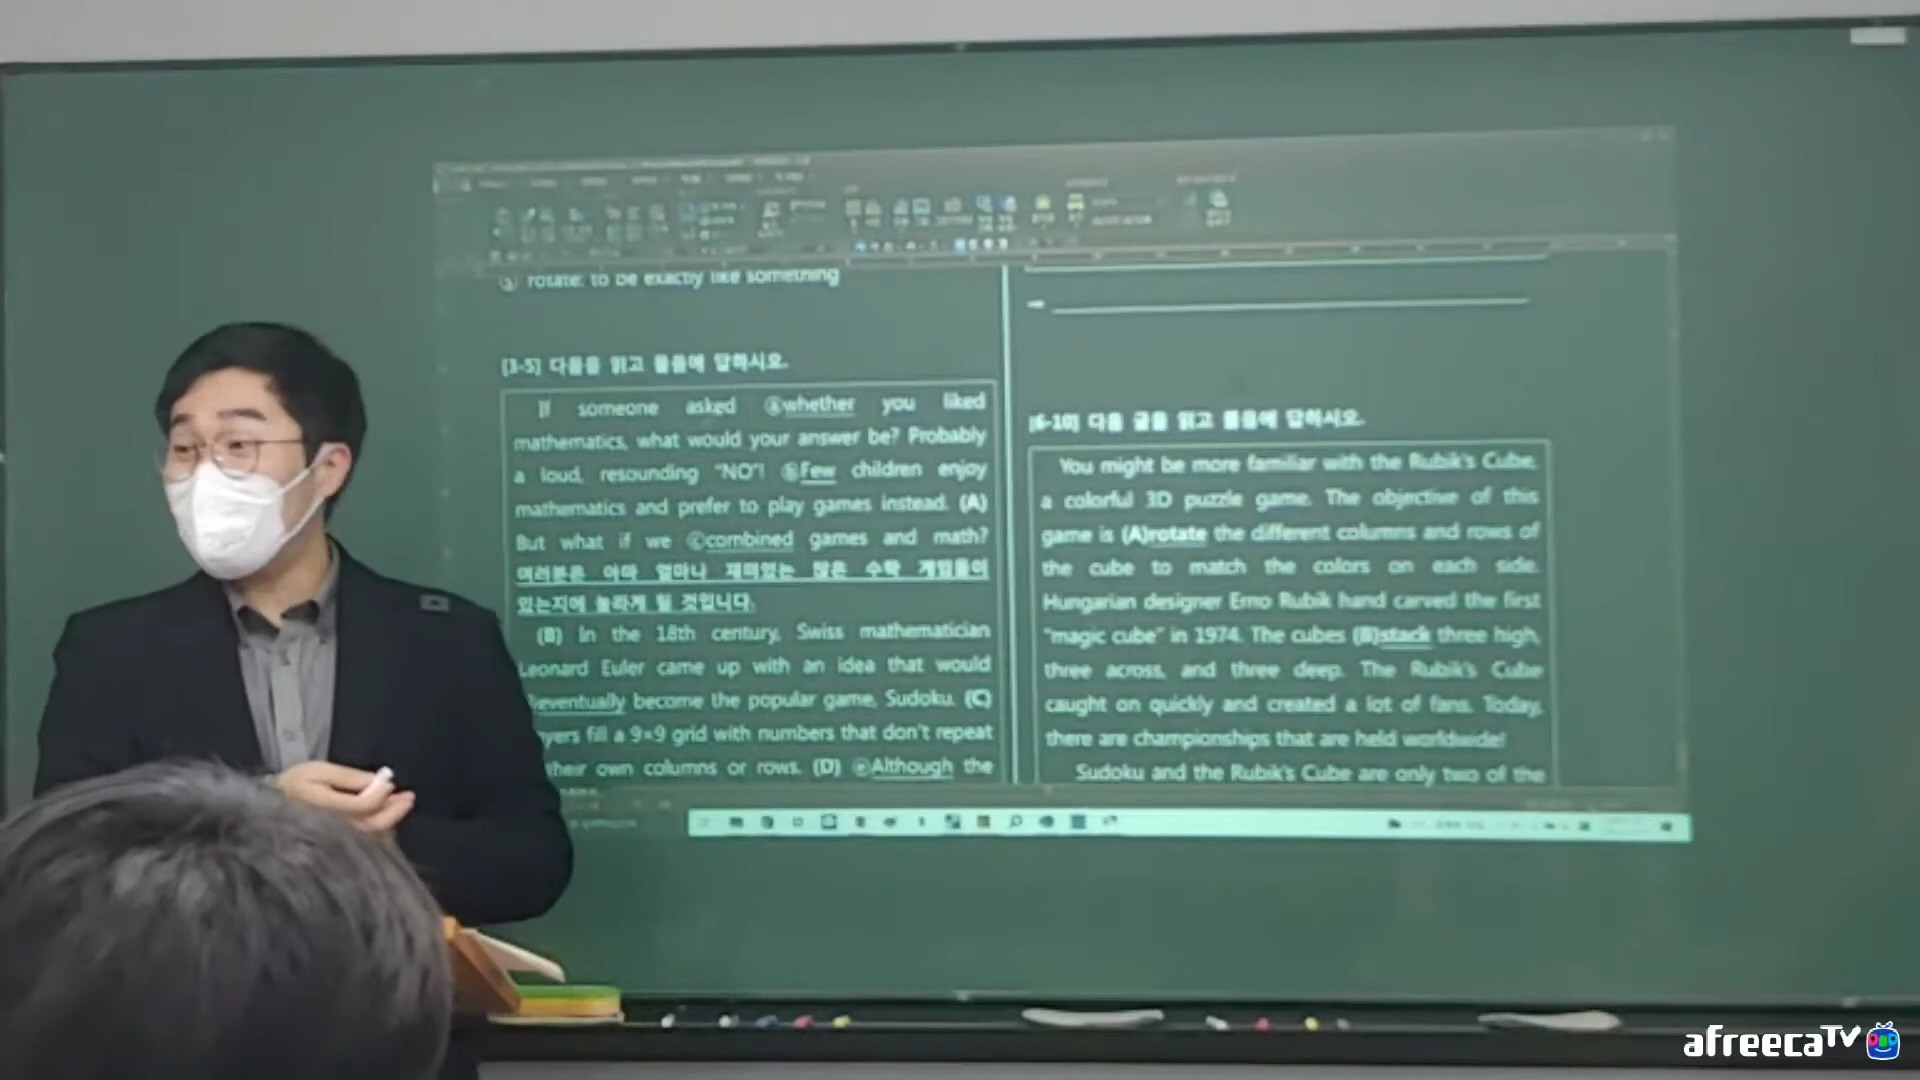 rotate: to be exactly like something
[3-5] 다음을 읽고 물음에 답하시오.
If someone asked ⓐwhether you liked
mathematics, what would your answer be? Probably
a loud, resounding "NO"! ⓑFew children enjoy
mathematics and prefer to play games instead. (A)
But what if we ⓒcombined games and math?
여러분은 아마 얼마나 재미있는 많은 수학 게임들이
있는지에 놀라게 될 것입니다.
(B) In the 18th century, Swiss mathematician
Leonard Euler came up with an idea that would
eventually become the popular game, Sudoku. (C)
yers fill a 9×9 grid with numbers that don't repeat
their own columns or rows. (D) ⓔAlthough the
[6-10] 다음 글을 읽고 물음에 답하시오.
You might be more familiar with the Rubik's Cube,
a colorful 3D puzzle game. The objective of this
game is (A)rotate the different columns and rows of
the cube to match the colors on each side.
Hungarian designer Erno Rubik hand carved the first
"magic cube" in 1974. The cubes (B)stack three high,
three across, and three deep. The Rubik's Cube
caught on quickly and created a lot of fans. Today,
there are championships that are held worldwide!
Sudoku and the Rubik's Cube are only two of the
afreecaTV